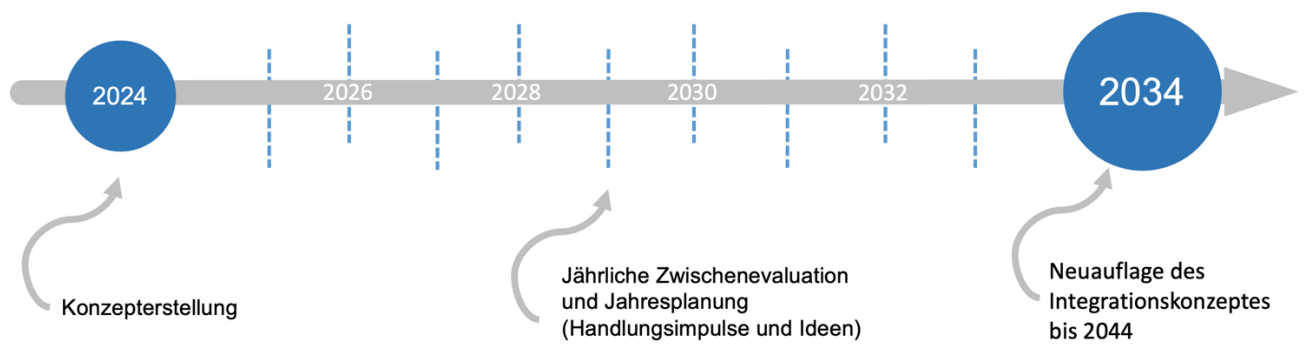 2024
2026
2028
2030
2032
2034
Konzepterstellung
Jährliche Zwischenevaluation
und Jahresplanung
(Handlungsimpulse und Ideen)
Neuauflage des
Integrationskonzeptes
bis 2044